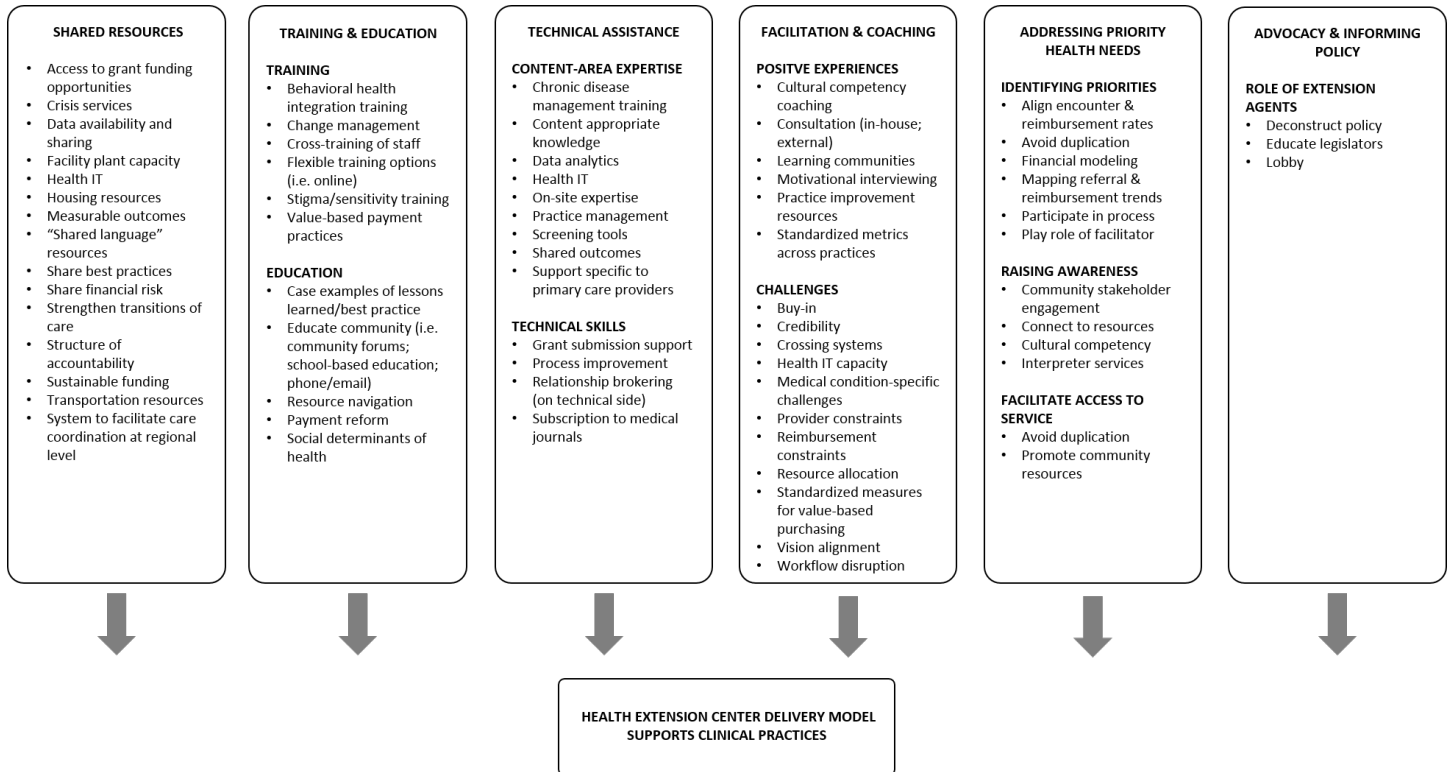 SHARED RESOURCES
• Access to grant funding
opportunities
• Crisis services
• Data availability and
sharing
• Facility plant capacity
• Health IT
• Housing resources
• Measurable outcomes
• “Shared language”
resources
• Share best practices
• Share financial risk
• Strengthen transitions of
care
• Structure of
accountability
• Sustainable funding
• Transportation resources
• System to facilitate care
coordination at regional
level
TRAINING & EDUCATION
TRAINING
• Behavioral health
integration training
• Change management
• Cross-training of staff
• Flexible training options
(i.e. online)
• Stigma/sensitivity training
• Value-based payment
practices
EDUCATION
• Case examples of lessons
learned/best practice
• Educate community (i.e.
community forums;
school-based education;
phone/email)
• Resource navigation
• Payment reform
• Social determinants of
health
TECHNICAL ASSISTANCE
CONTENT-AREA EXPERTISE
• Chronic disease
management training
• Content appropriate
knowledge
• Data analytics
• Health IT
• On-site expertise
• Practice management
• Screening tools
• Shared outcomes
• Support specific to
primary care providers
TECHNICAL SKILLS
• Grant submission support
• Process improvement
• Relationship brokering
(on technical side)
• Subscription to medical
journals
FACILITATION & COACHING
POSITVE EXPERIENCES
• Cultural competency
coaching
• Consultation (in-house;
external)
• Learning communities
• Motivational interviewing
• Practice improvement
resources
• Standardized metrics
across practices
CHALLENGES
• Buy-in
• Credibility
• Crossing systems
• Health IT capacity
• Medical condition-specific
challenges
• Provider constraints
• Reimbursement
constraints
• Resource allocation
• Standardized measures
for value-based
purchasing
• Vision alignment
• Workflow disruption
ADDRESSING PRIORITY
HEALTH NEEDS
IDENTIFYING PRIORITIES
• Align encounter &
reimbursement rates
• Avoid duplication
• Financial modeling
• Mapping referral &
reimbursement trends
• Participate in process
• Play role of facilitator
RAISING AWARENESS
• Community stakeholder
engagement
• Connect to resources
• Cultural competency
• Interpreter services
FACILITATE ACCESS TO
SERVICE
• Avoid duplication
• Promote community
resources
ADVOCACY & INFORMING
POLICY
ROLE OF EXTENSION
AGENTS
• Deconstruct policy
• Educate legislators
• Lobby
HEALTH EXTENSION CENTER DELIVERY MODEL
SUPPORTS CLINICAL PRACTICES